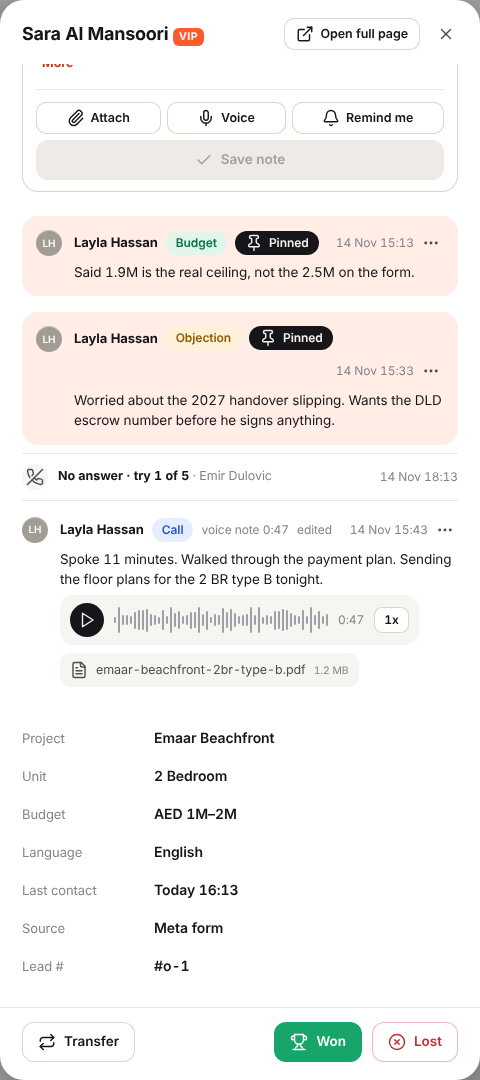 Sara Al Mansoori VIP Open full page
More
Attach Voice Remind me
Save note
LH Layla Hassan Budget Pinned 14 Nov 15:13
Said 1.9M is the real ceiling, not the 2.5M on the form.
LH Layla Hassan Objection Pinned
14 Nov 15:33
Worried about the 2027 handover slipping. Wants the DLD
escrow number before he signs anything.
No answer · try 1 of 5 · Emir Dulovic 14 Nov 18:13
LH Layla Hassan Call voice note 0:47 edited 14 Nov 15:43
Spoke 11 minutes. Walked through the payment plan. Sending
the floor plans for the 2 BR type B tonight.
0:47 1x
emaar-beachfront-2br-type-b.pdf 1.2 MB
Project Emaar Beachfront
Unit 2 Bedroom
Budget AED 1M–2M
Language English
Last contact Today 16:13
Source Meta form
Lead # #o-1
Transfer Won Lost